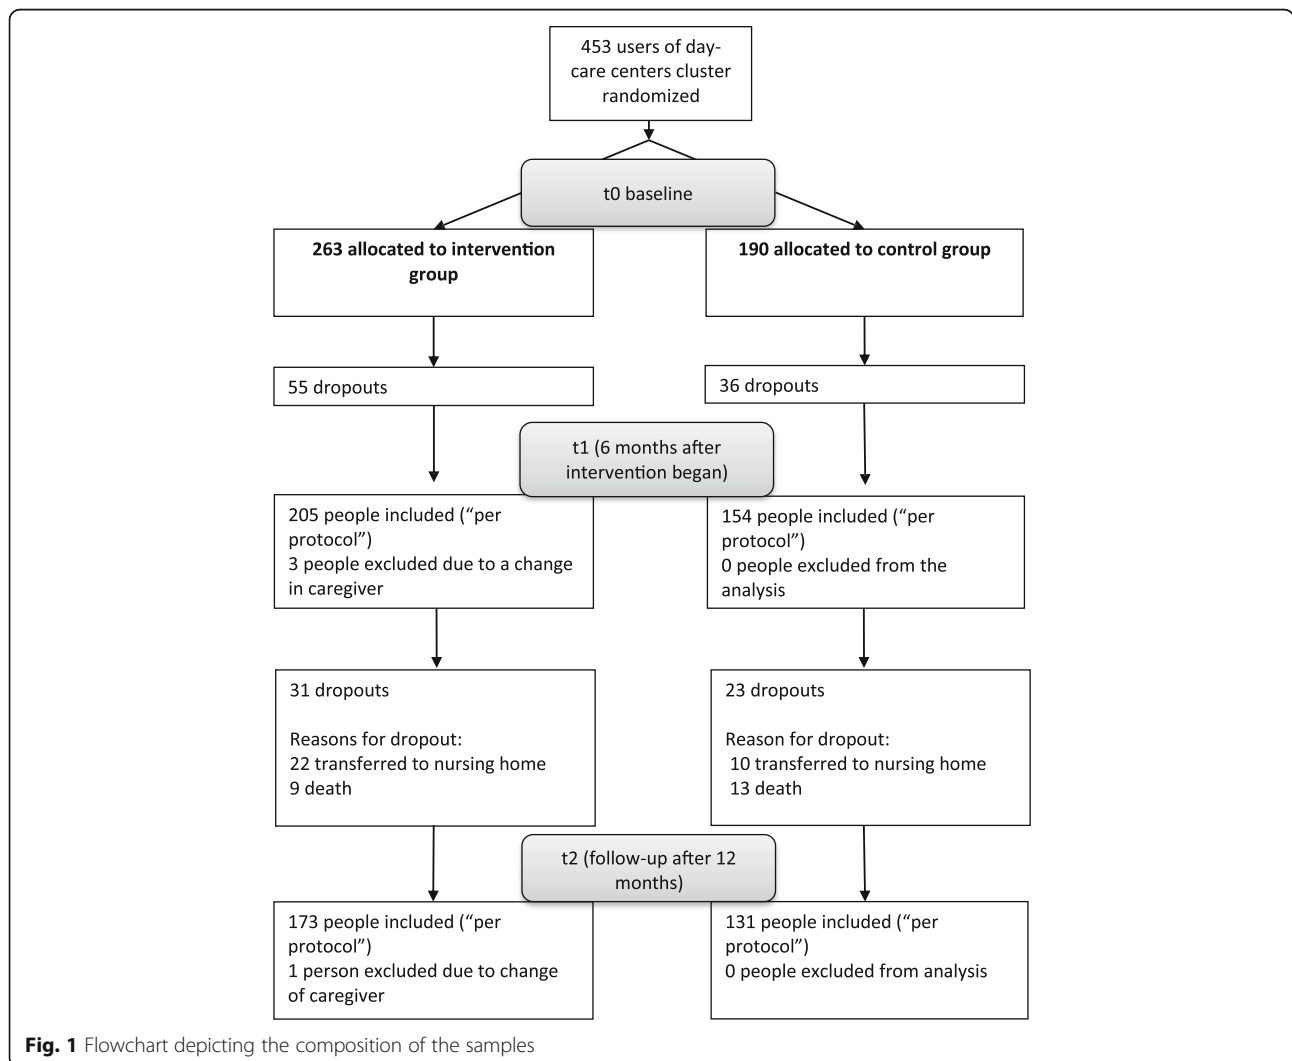 453 users of day-
care centers cluster
randomized
t0 baseline
263 allocated to intervention
group
190 allocated to control group
55 dropouts
36 dropouts
t1 (6 months after
intervention began)
205 people included (“per
protocol”)
3 people excluded due to a change
in caregiver
154 people included (“per
protocol”)
0 people excluded from the
analysis
31 dropouts
Reasons for dropout:
22 transferred to nursing home
9 death
23 dropouts
Reason for dropout:
10 transferred to nursing home
13 death
t2 (follow-up after 12
months)
173 people included (“per
protocol”)
1 person excluded due to change
of caregiver
131 people included (“per
protocol”)
0 people excluded from analysis
Fig. 1 Flowchart depicting the composition of the samples